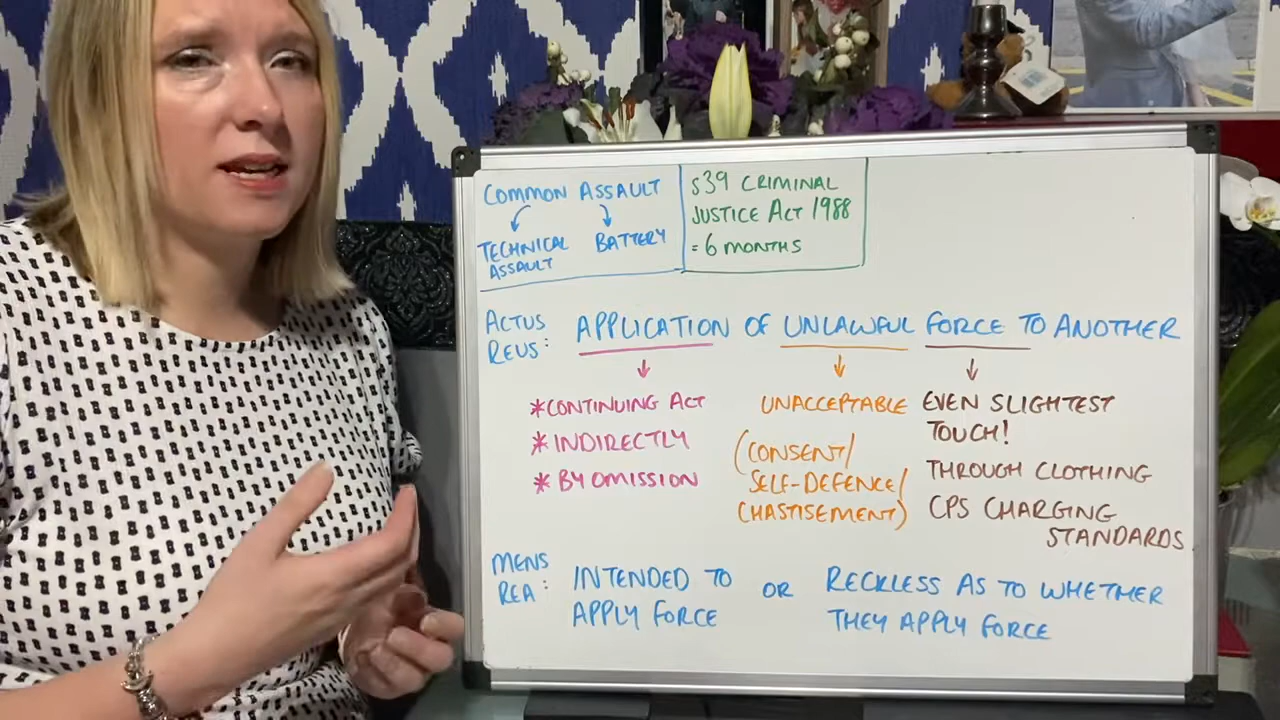 COMMON ASSAULT
TECHNICAL ASSAULT
BATTERY
S39 CRIMINAL
JUSTICE ACT 1988
= 6 MONTHS
ACTUS
REUS:
APPLICATION OF UNLAWFUL FORCE TO ANOTHER
*CONTINUING ACT
*INDIRECTLY
*BY OMISSION
UNACCEPTABLE
(CONSENT/
SELF-DEFENCE/
CHASTISEMENT)
EVEN SLIGHTEST
TOUCH!
THROUGH CLOTHING
CPS CHARGING
STANDARDS
MENS
REA:
INTENDED TO
APPLY FORCE
OR
RECKLESS AS TO WHETHER
THEY APPLY FORCE